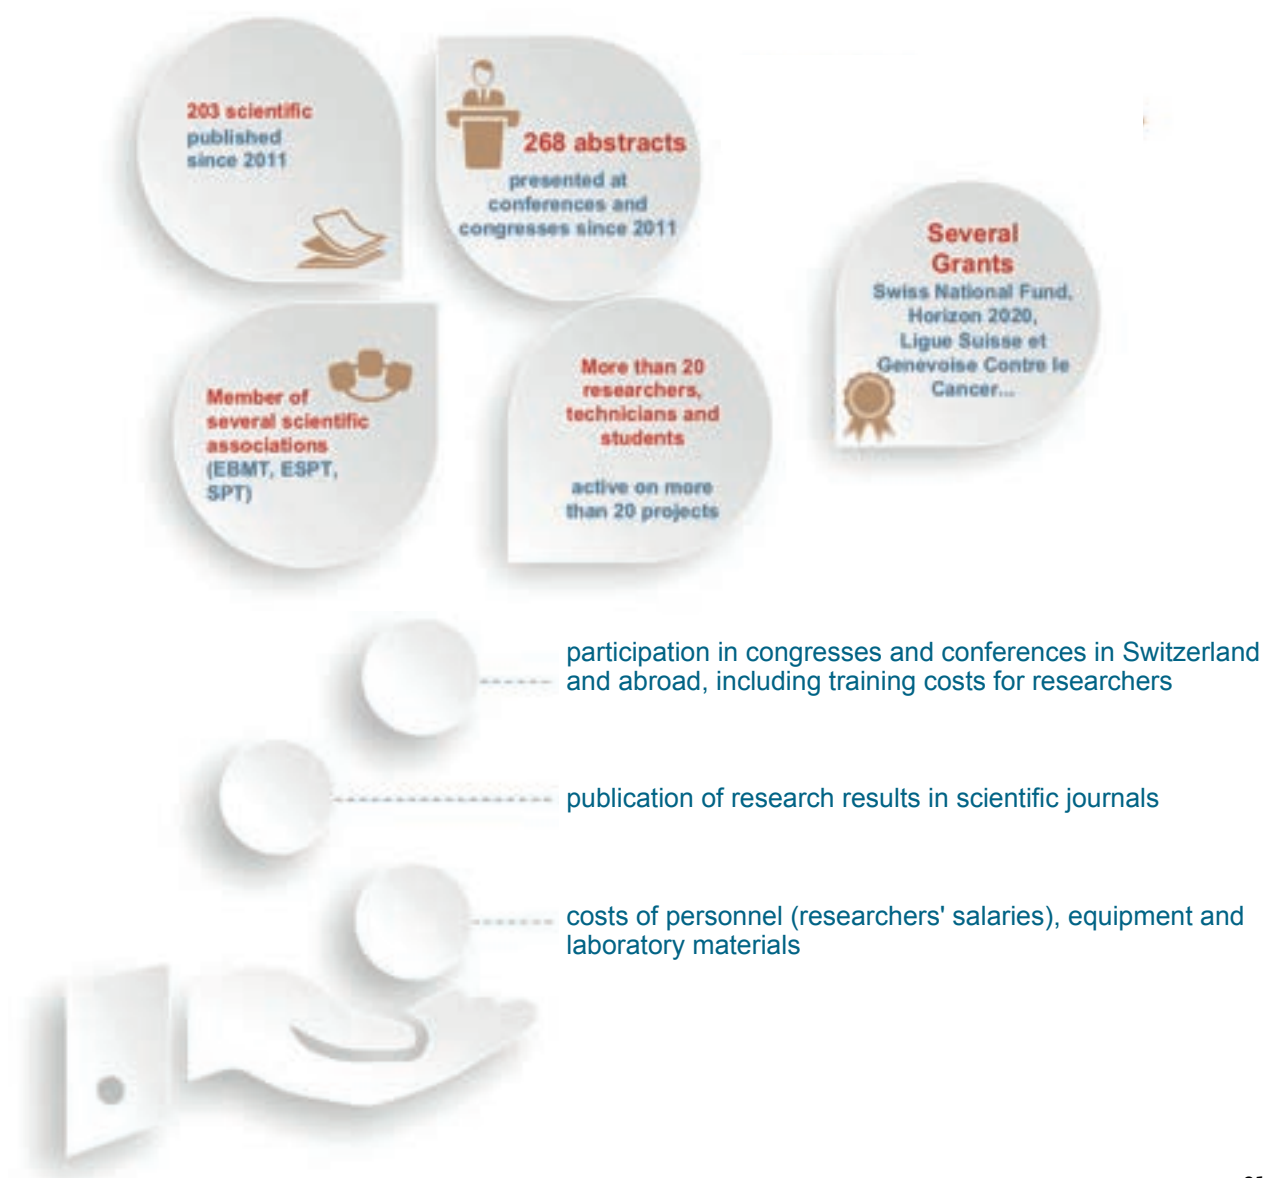 203 scientific
published
since 2011
268 abstracts
presented at
conferences and
congresses since 2011
Several
Grants
Swiss National Fund,
Horizon 2020,
Ligue Suisse et
Genevoise Contre le
Cancer...
Member of
several scientific
associations
(EBMT, ESPT,
SPT)
More than 20
researchers,
technicians and
students
active on more
than 20 projects
participation in congresses and conferences in Switzerland
and abroad, including training costs for researchers
publication of research results in scientific journals
costs of personnel (researchers' salaries), equipment and
laboratory materials